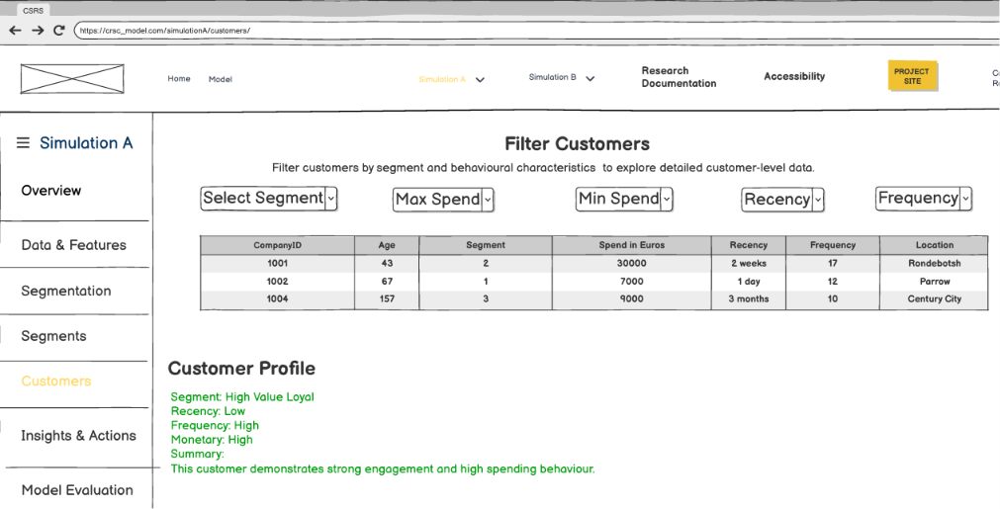 CSRS
https://crsc_model.com/simulationA/customers/
Home Model Simulation A Simulation B Research Documentation Accessibility PROJECT SITE
Simulation A
Overview
Data & Features
Segmentation
Segments
Customers
Insights & Actions
Model Evaluation
Filter Customers
Filter customers by segment and behavioural characteristics to explore detailed customer-level data.
Select Segment Max Spend Min Spend Recency Frequency
CompanyID Age Segment Spend in Euros Recency Frequency Location
1001 43 2 30000 2 weeks 17 Rondebotsh
1002 67 1 7000 1 day 12 Parrow
1004 157 3 9000 3 months 10 Century City
Customer Profile
Segment: High Value Loyal
Recency: Low
Frequency: High
Monetary: High
Summary:
This customer demonstrates strong engagement and high spending behaviour.